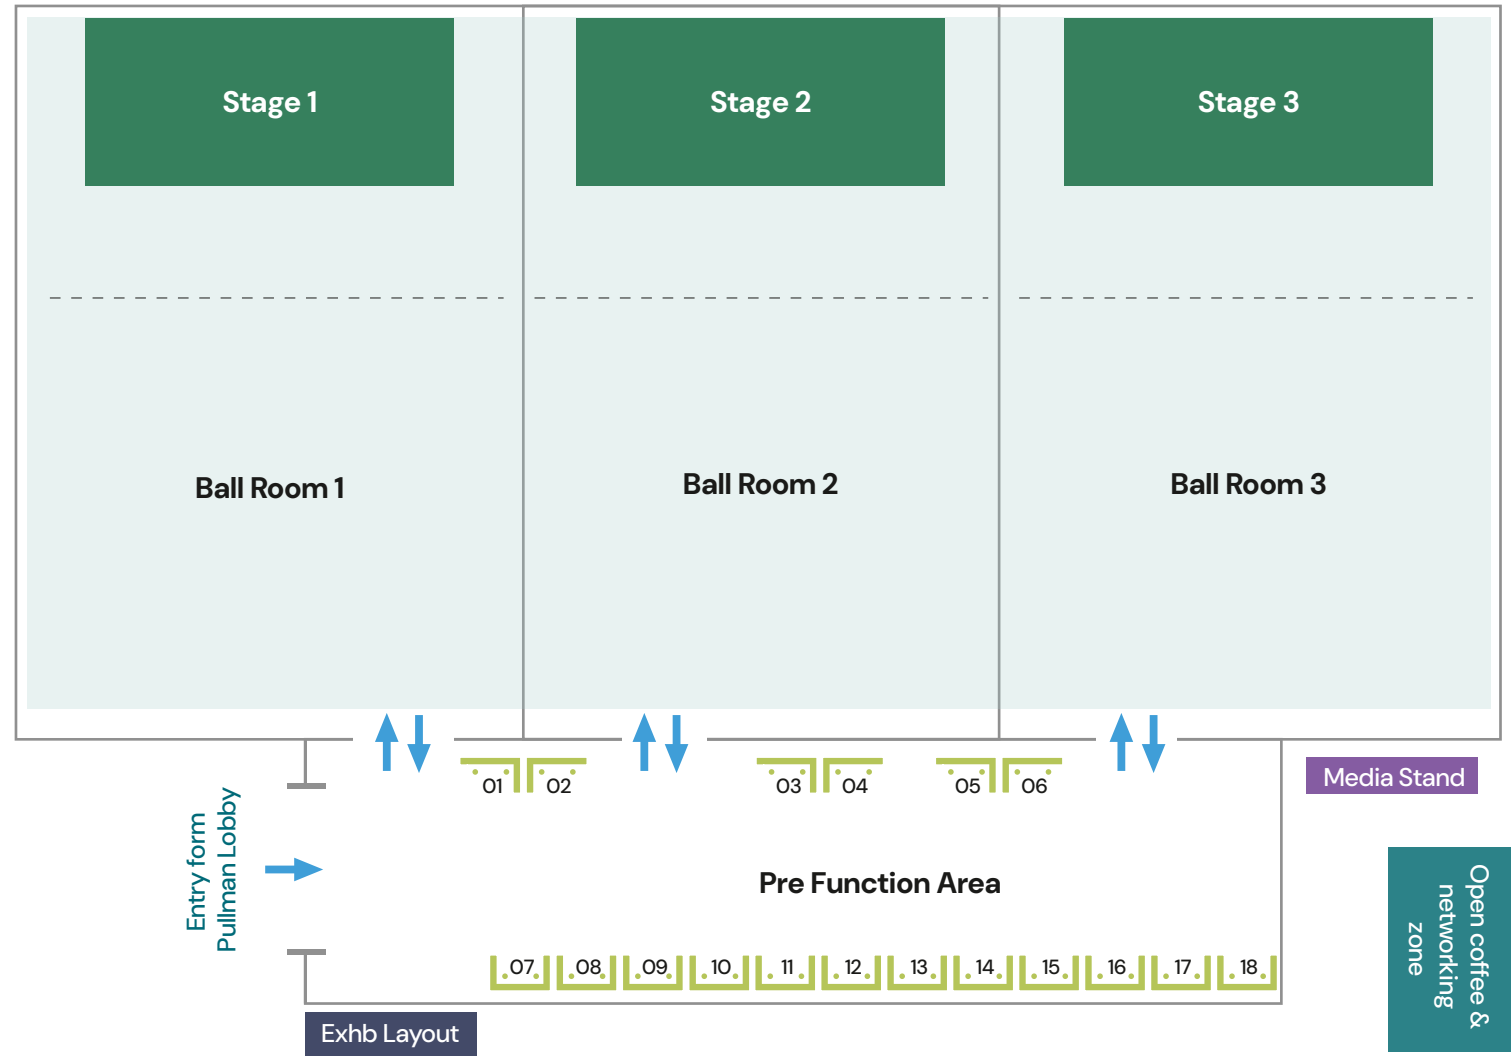 Stage 1
Stage 2
Stage 3
Ball Room 1
Ball Room 2
Ball Room 3
01
02
03
04
05
06
Media Stand
Entry form
Pullman Lobby
Pre Function Area
Open coffee &
networking
zone
07
08
09
10
11
12
13
14
15
16
17
18
Exhb Layout